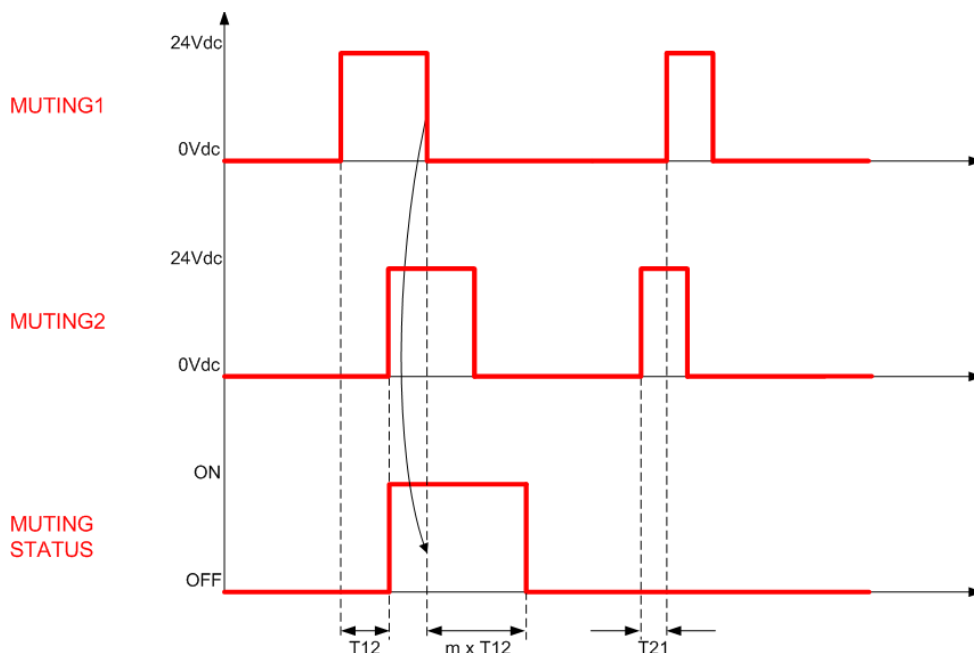 24Vdc
MUTING1
0Vdc
24Vdc
MUTING2
0Vdc
ON
MUTING
STATUS
OFF
T12
m x T12
T21